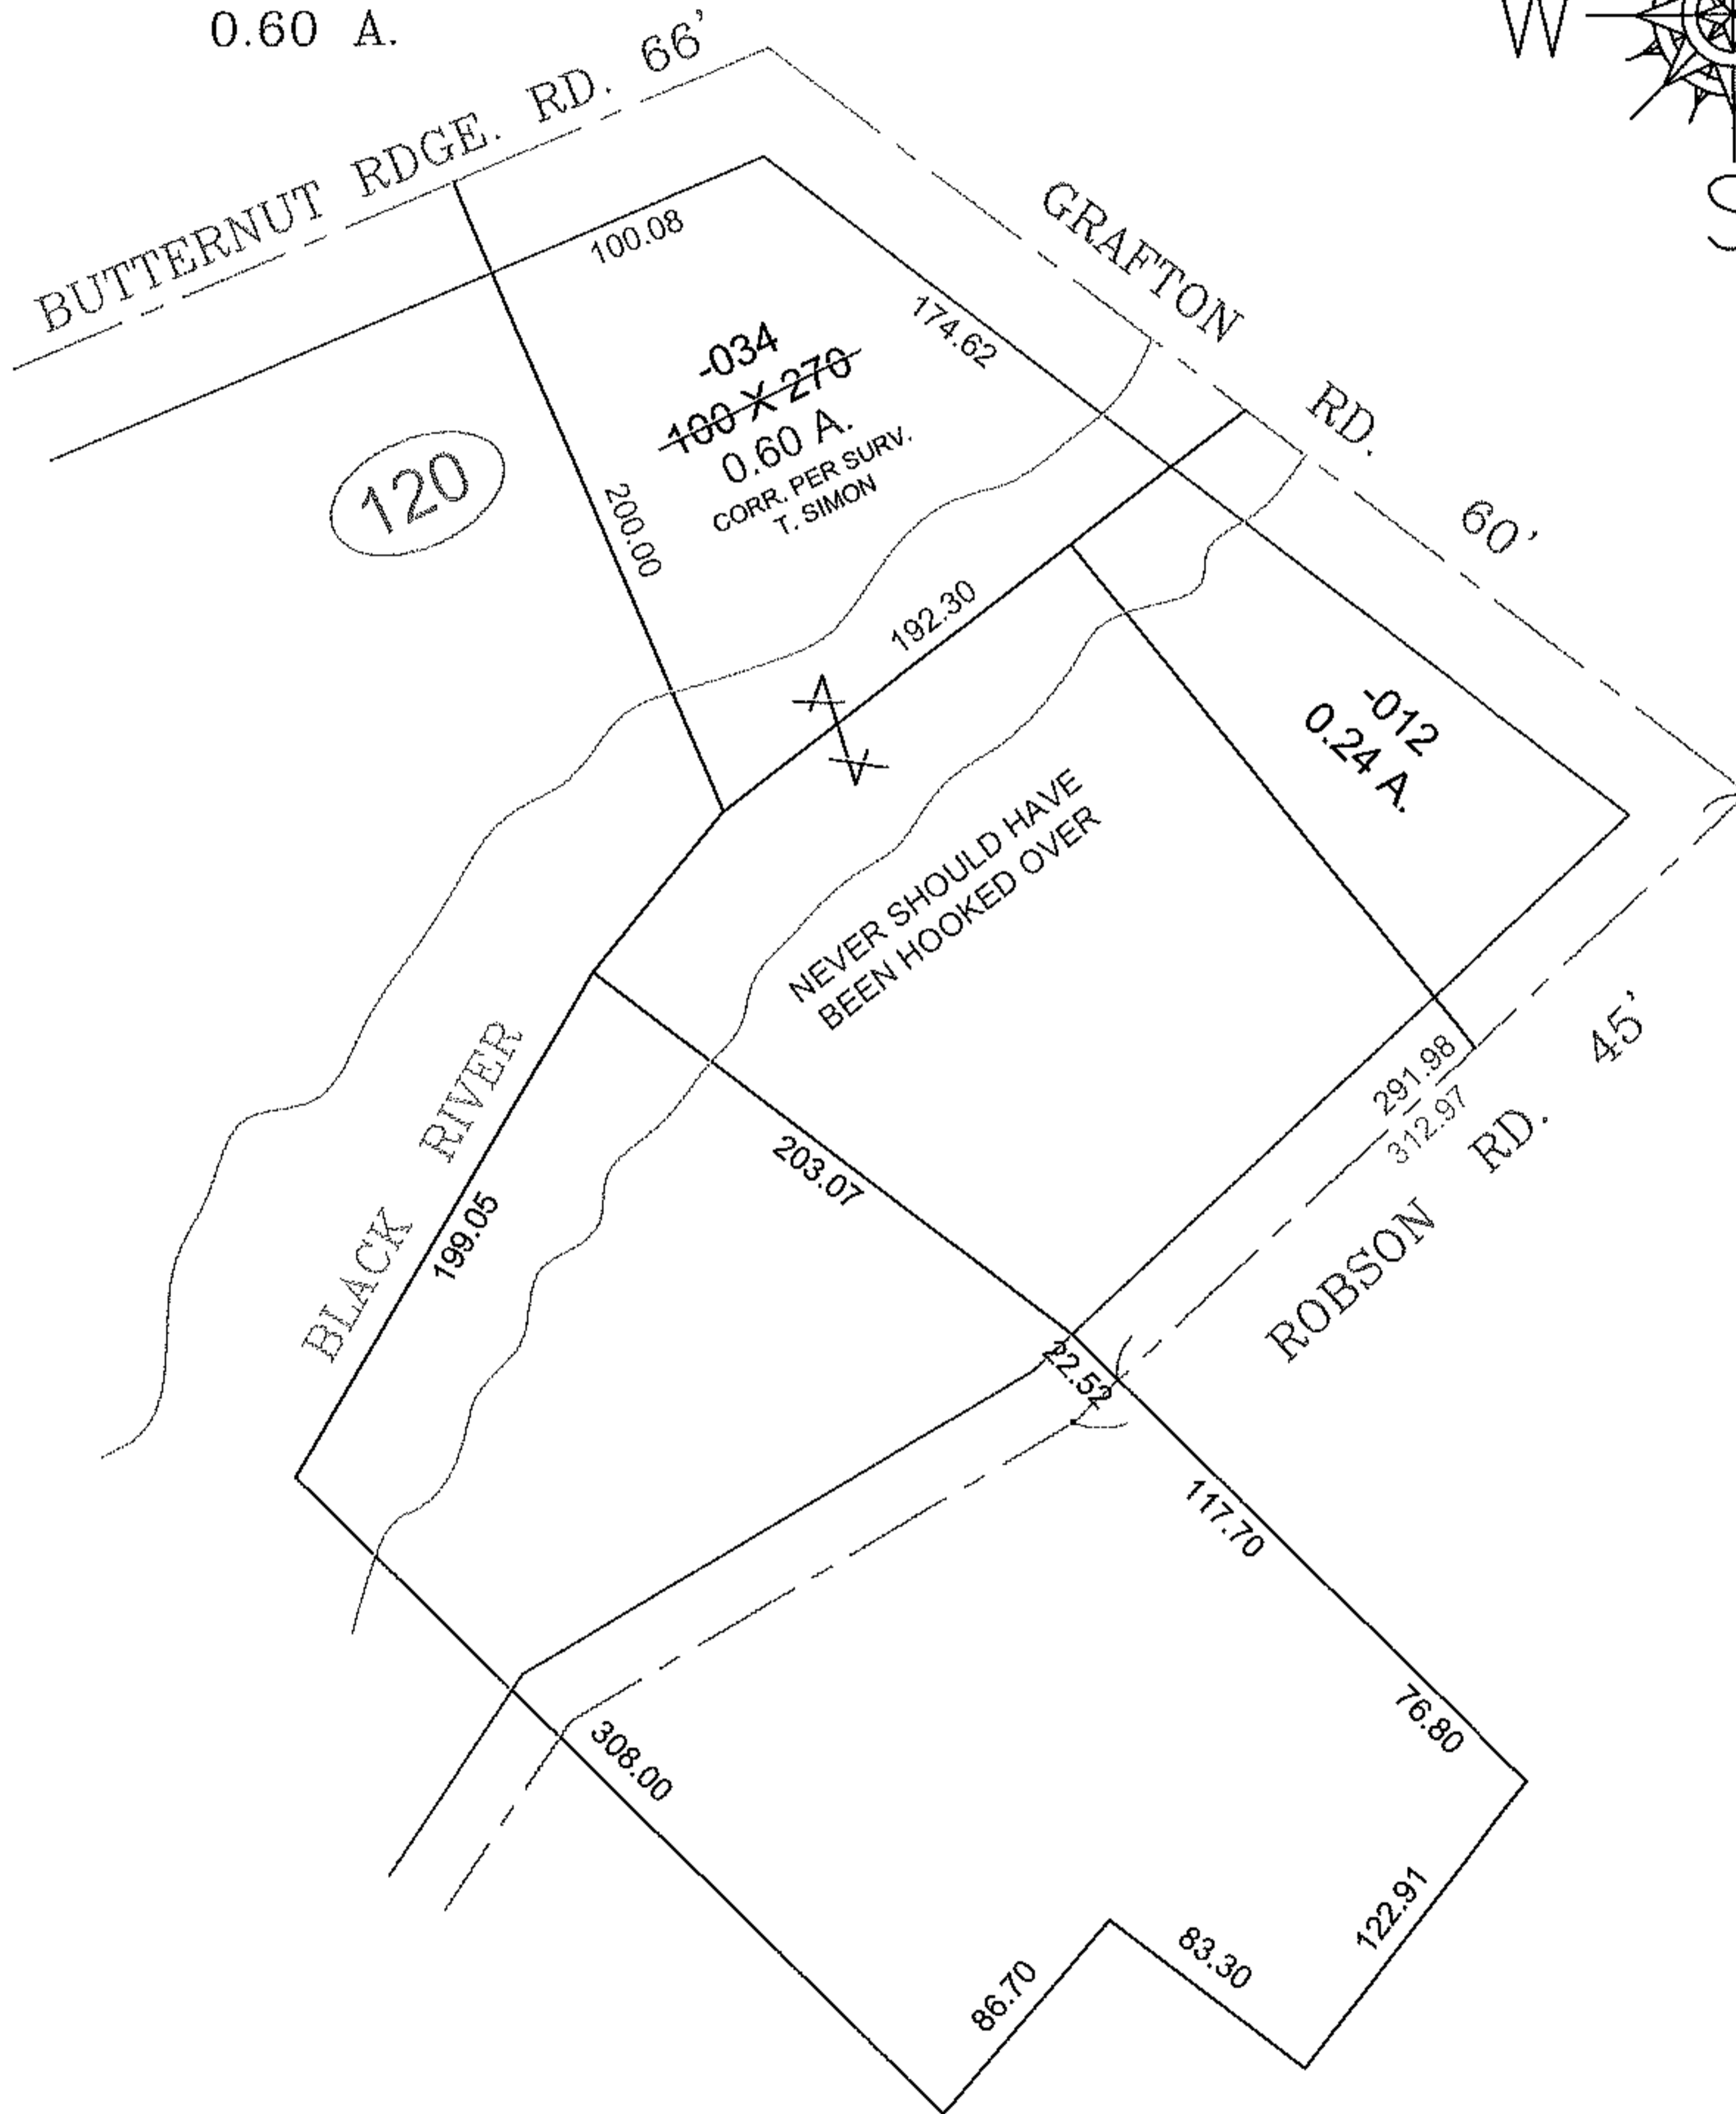 0.60 A.
W
S
BUTTERNUT RDGE. RD. 66'
GRAFTON RD. 60'
100.08
174.62
-034
100 X 270
0.60 A.
CORR. PER SURV.
T. SIMON
120
200.00
192.30
-012
0.24 A.
NEVER SHOULD HAVE
BEEN HOOKED OVER
BLACK RIVER
199.05
203.07
291.98
312.97
ROBSON RD. 45'
22.52
117.70
76.80
308.00
122.91
83.30
86.70